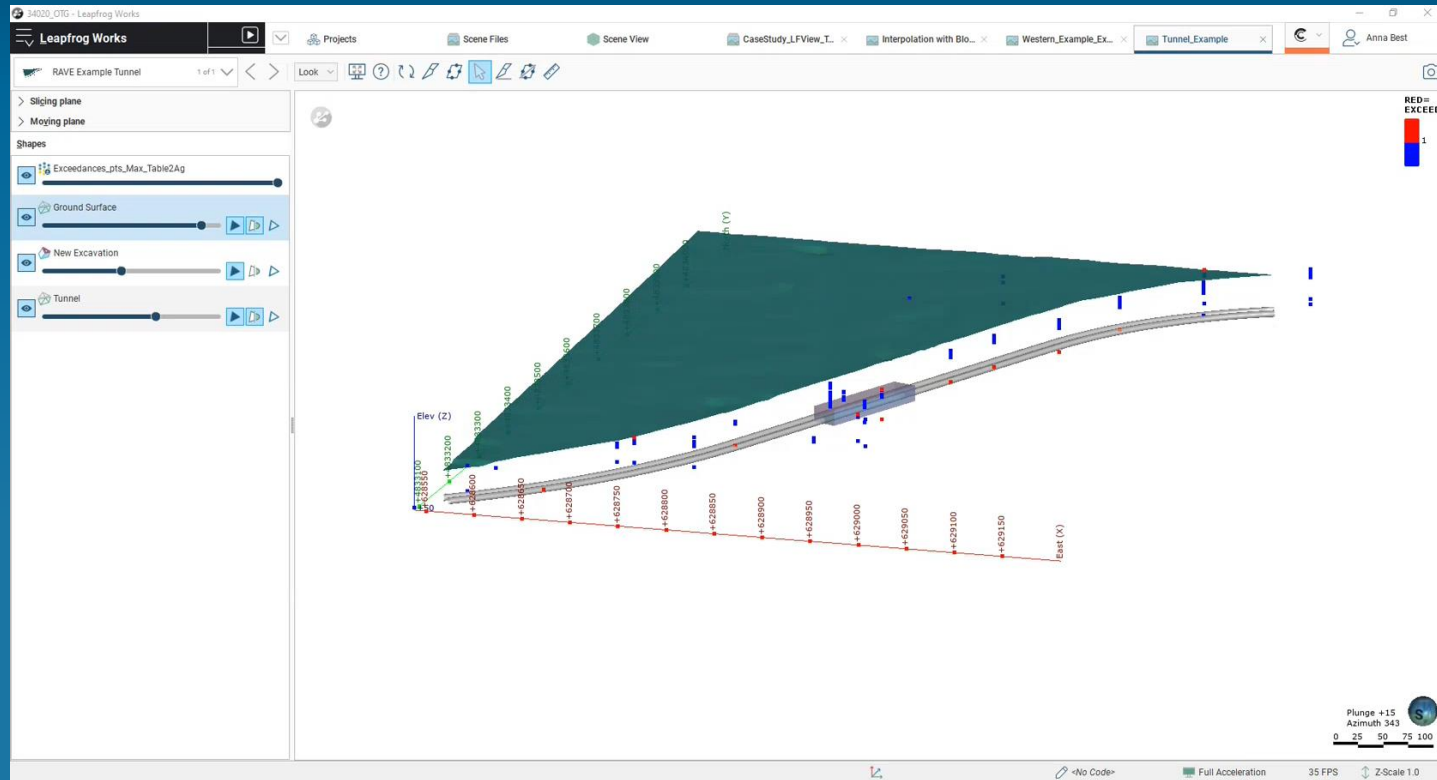 34020_OTG - Leapfrog Works
Leapfrog Works
Projects
Scene Files
Scene View
CaseStudy_LFView_T...
Interpolation with Blo...
Western_Example_Ex...
Tunnel_Example
Anna Best
RAVE Example Tunnel
1 of 1
Look
Slicing plane
Moving plane
Shapes
Exceedances_pts_Max_Table2Ag
Ground Surface
New Excavation
Tunnel
RED=
EXCEED
1
Elev (Z)
East (X)
+50
+4833100
+628550
+628600
+628650
+628700
+628750
+628800
+628850
+628900
+628950
+629000
+629050
+629100
+629150
Plunge +15
Azimuth 343
S
0 25 50 75 100
<No Code>
Full Acceleration
35 FPS
Z-Scale 1.0